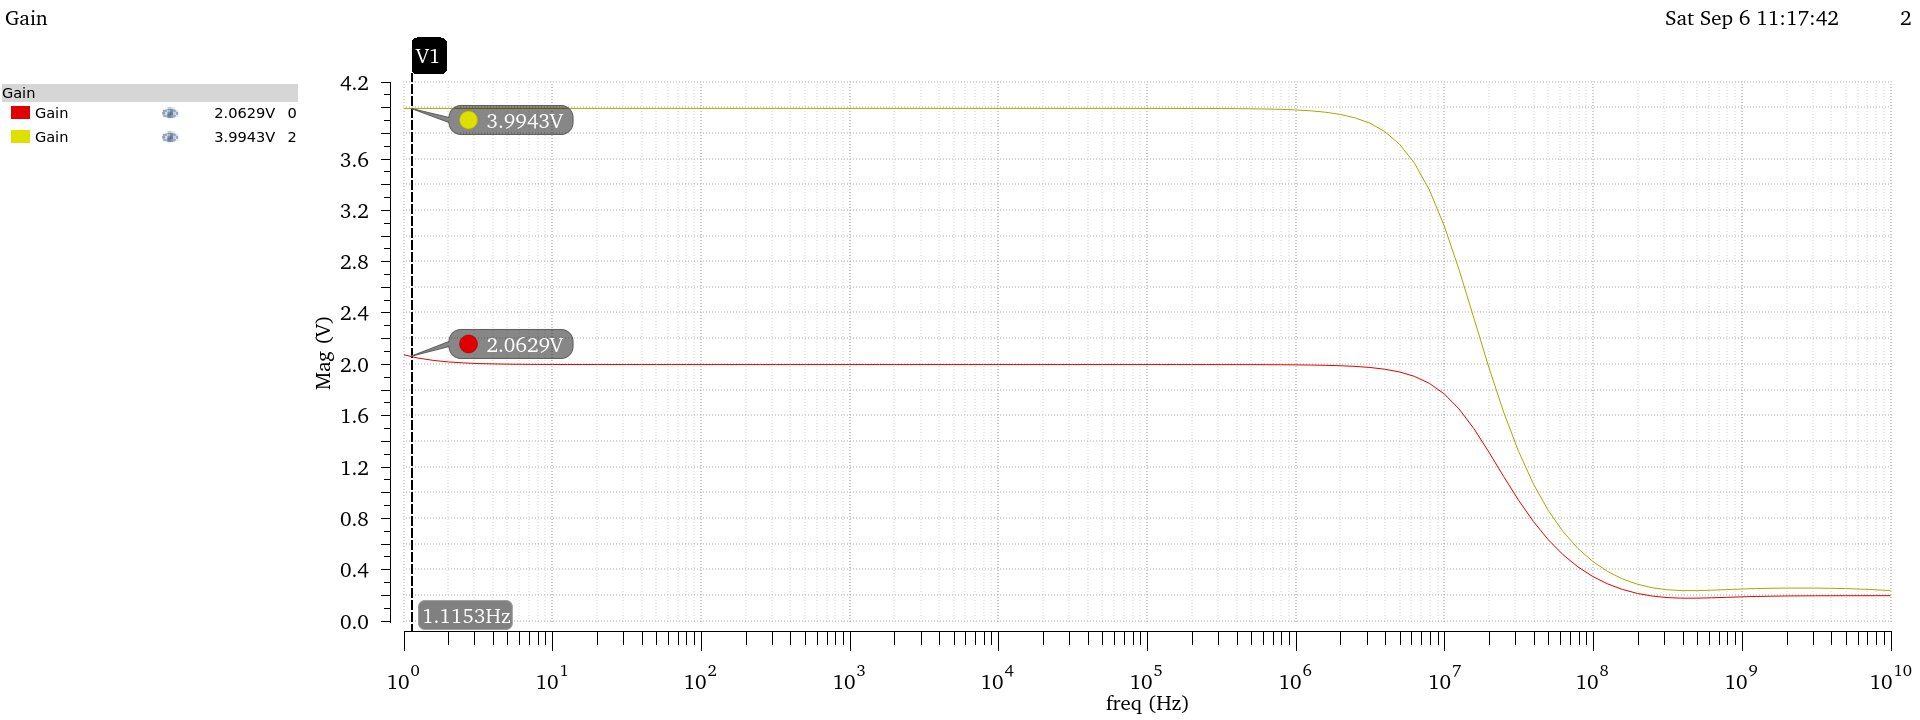 Gain
Sat Sep 6 11:17:42 2
V1
Gain
Gain 2.0629V 0
Gain 3.9943V 2
4.2
3.6
3.2
2.8
2.4
2.0
1.6
1.2
0.8
0.4
0.0
Mag (V)
3.9943V
2.0629V
1.1153Hz
10^0 10^1 10^2 10^3 10^4 10^5 10^6 10^7 10^8 10^9 10^10
freq (Hz)